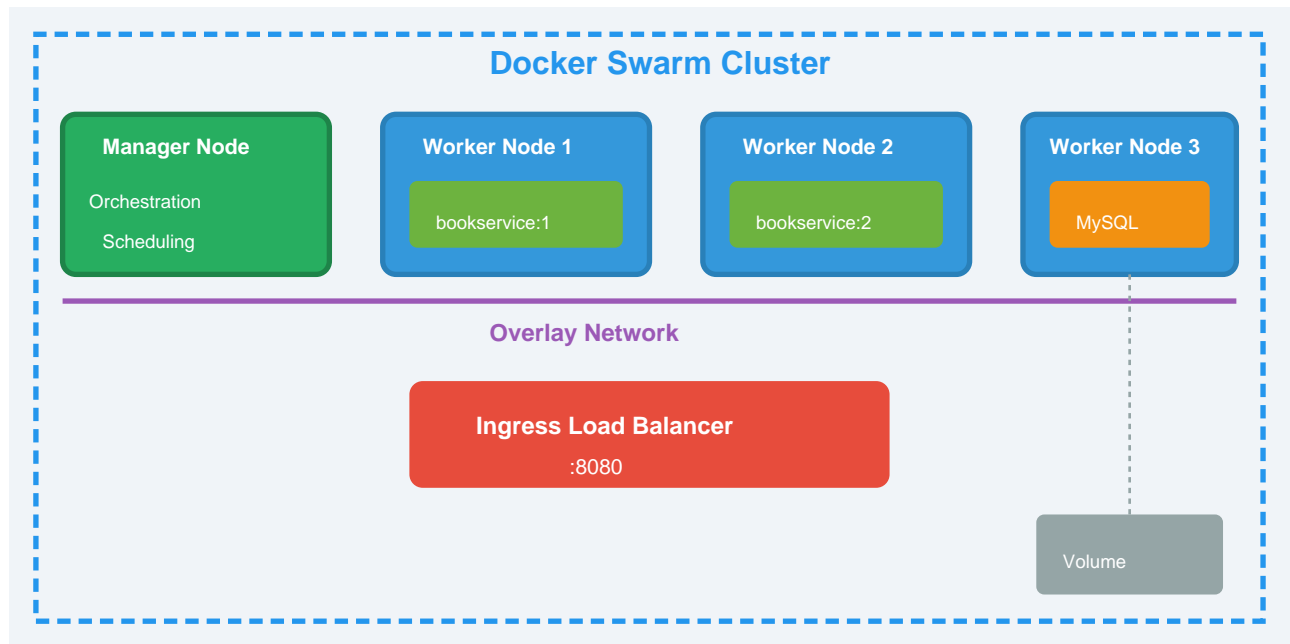 Docker Swarm Cluster
Manager Node
Orchestration
Scheduling
Worker Node 1
bookservice:1
Worker Node 2
bookservice:2
Worker Node 3
MySQL
Overlay Network
Ingress Load Balancer
:8080
Volume